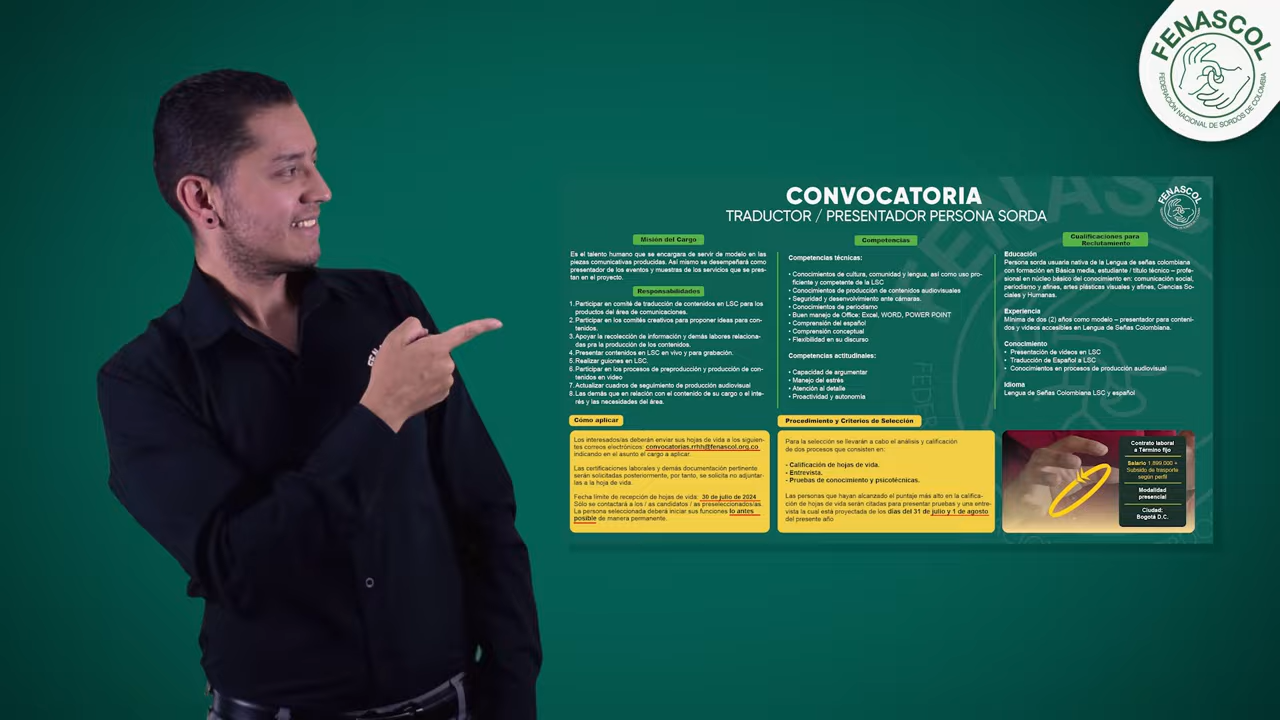 FENASCOL
FEDERACIÓN NACIONAL DE SORDOS DE COLOMBIA
CONVOCATORIA
TRADUCTOR / PRESENTADOR PERSONA SORDA
FENASCOL
Misión del Cargo
Es el talento humano que se encargara de servir de modelo en las
piezas comunicativas producidas. Así mismo se desempeñará como
presentador de los eventos y muestras de los servicios que se pres-
tan en el proyecto.
Responsabilidades
1. Participar en comité de traducción de contenidos en LSC para los
productos del área de comunicaciones.
2. Participar en los comités creativos para proponer ideas para con-
tenidos.
3. Apoyar la recolección de información y demás labores relaciona-
das pra la producción de los contenidos.
4. Presentar contenidos en LSC en vivo y para grabación.
5. Realizar guiones en LSC.
6. Participar en los procesos de preproducción y producción de con-
tenidos en video
7. Actualizar cuadros de seguimiento de producción audiovisual
8. Las demás que en relación con el contenido de su cargo o el inte-
rés y las necesidades del área.
Competencias
Competencias técnicas:
• Conocimientos de cultura, comunidad y lengua, así como uso pro-
ficiente y competente de la LSC
• Conocimientos de producción de contenidos audiovisuales
• Seguridad y desenvolvimiento ante cámaras.
• Conocimientos de periodismo
• Buen manejo de Office: Excel, WORD, POWER POINT
• Comprensión del español
• Comprensión conceptual
• Flexibilidad en su discurso
Competencias actitudinales:
• Capacidad de argumentar
• Manejo del estrés
• Atención al detalle
• Proactividad y autonomía
Cualificaciones para
Reclutamiento
Educación
Persona sorda usuaria nativa de la Lengua de señas colombiana
con formación en Básica media, estudiante / título técnico – profe-
sional en núcleo básico del conocimiento en: comunicación social,
periodismo y afines, artes plásticas visuales y afines, Ciencias So-
ciales y Humanas.
Experiencia
Mínima de dos (2) años como modelo – presentador para conteni-
dos y videos accesibles en Lengua de Señas Colombiana.
Conocimiento
• Presentación de videos en LSC
• Traducción de Español a LSC
• Conocimientos en procesos de producción audiovisual
Idioma
Lengua de Señas Colombiana LSC y español
Cómo aplicar
Los interesados/as deberán enviar sus hojas de vida a los siguien-
tes correos electrónicos: convocatorias.rrhh@fenascol.org.co
indicando en el asunto el cargo a aplicar.
Las certificaciones laborales y demás documentación pertinente
serán solicitadas posteriormente, por tanto, se solicita no adjuntar-
las a la hoja de vida.
Fecha límite de recepción de hojas de vida: 30 de julio de 2024
Sólo se contactará a los / as candidatos / as preseleccionados/as.
La persona seleccionada deberá iniciar sus funciones lo antes
posible de manera permanente.
Procedimiento y Criterios de Selección
Para la selección se llevarán a cabo el análisis y calificación
de dos procesos que consisten en:
- Calificación de hojas de vida.
- Entrevista.
- Pruebas de conocimiento y psicotécnicas.
Las personas que hayan alcanzado el puntaje más alto en la califica-
ción de hojas de vida serán citadas para presentar pruebas y una entre-
vista la cual está proyectada de los días del 31 de julio y 1 de agosto
del presente año
Contrato laboral
a Término fijo
Salario 1,899,000 +
Subsidio de trasporte
según perfil
Modalidad
presencial
Ciudad:
Bogotá D.C.